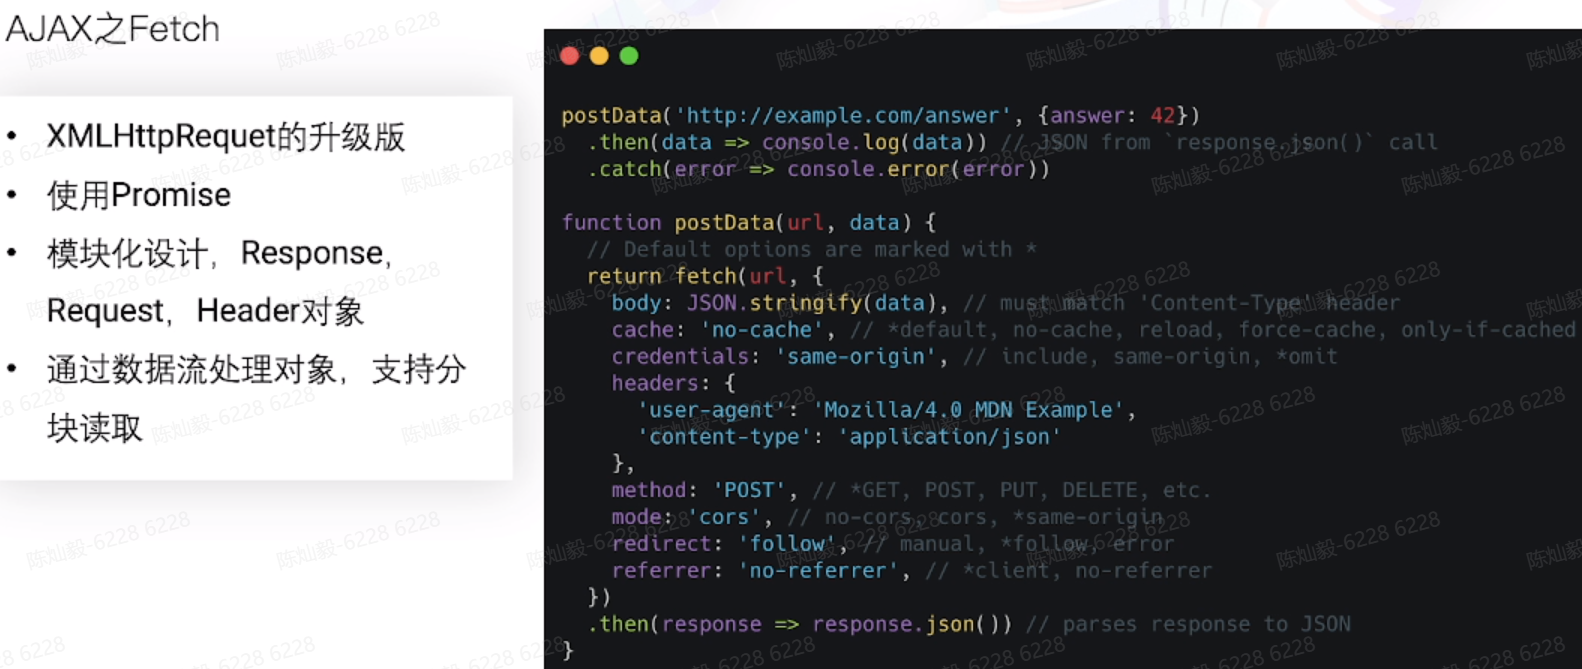 AJAX之Fetch
• XMLHttpRequet的升级版
• 使用Promise
• 模块化设计，Response，
Request，Header对象
• 通过数据流处理对象，支持分
块读取
postData('http://example.com/answer', {answer: 42})
  .then(data => console.log(data)) // JSON from `response.json()` call
  .catch(error => console.error(error))
function postData(url, data) {
  // Default options are marked with *
  return fetch(url, {
    body: JSON.stringify(data), // must match 'Content-Type' header
    cache: 'no-cache', // *default, no-cache, reload, force-cache, only-if-cached
    credentials: 'same-origin', // include, same-origin, *omit
    headers: {
      'user-agent': 'Mozilla/4.0 MDN Example',
      'content-type': 'application/json'
    },
    method: 'POST', // *GET, POST, PUT, DELETE, etc.
    mode: 'cors', // no-cors, cors, *same-origin
    redirect: 'follow', // manual, *follow, error
    referrer: 'no-referrer', // *client, no-referrer
  })
  .then(response => response.json()) // parses response to JSON
}
陈灿毅-6228 6228